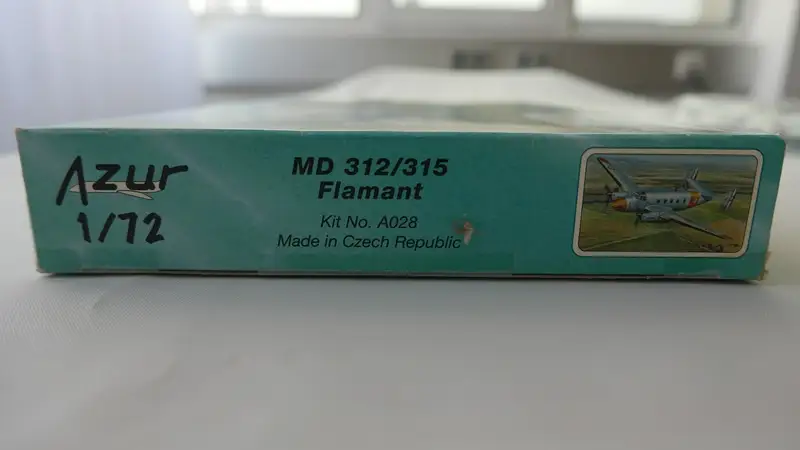 Azur
1/72
MD 312/315
Flamant
Kit No. A028
Made in Czech Republic